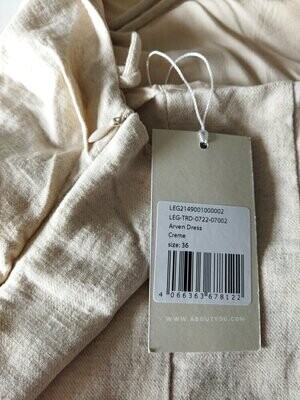 LEG2149001000002
LEG-TRD-0722-07002
Arven Dress
Creme
size: 36
4 066363 678122
WWW.ABOUTYOU.COM